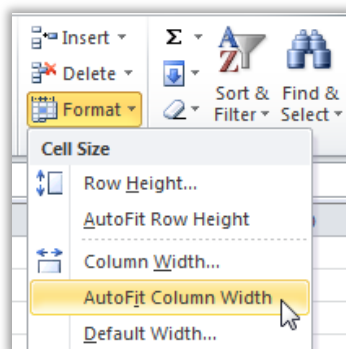 Insert
Delete
Format
Σ
A
Z
Sort &
Filter
Find &
Select
Cell Size
Row Height...
AutoFit Row Height
Column Width...
AutoFit Column Width
Default Width...